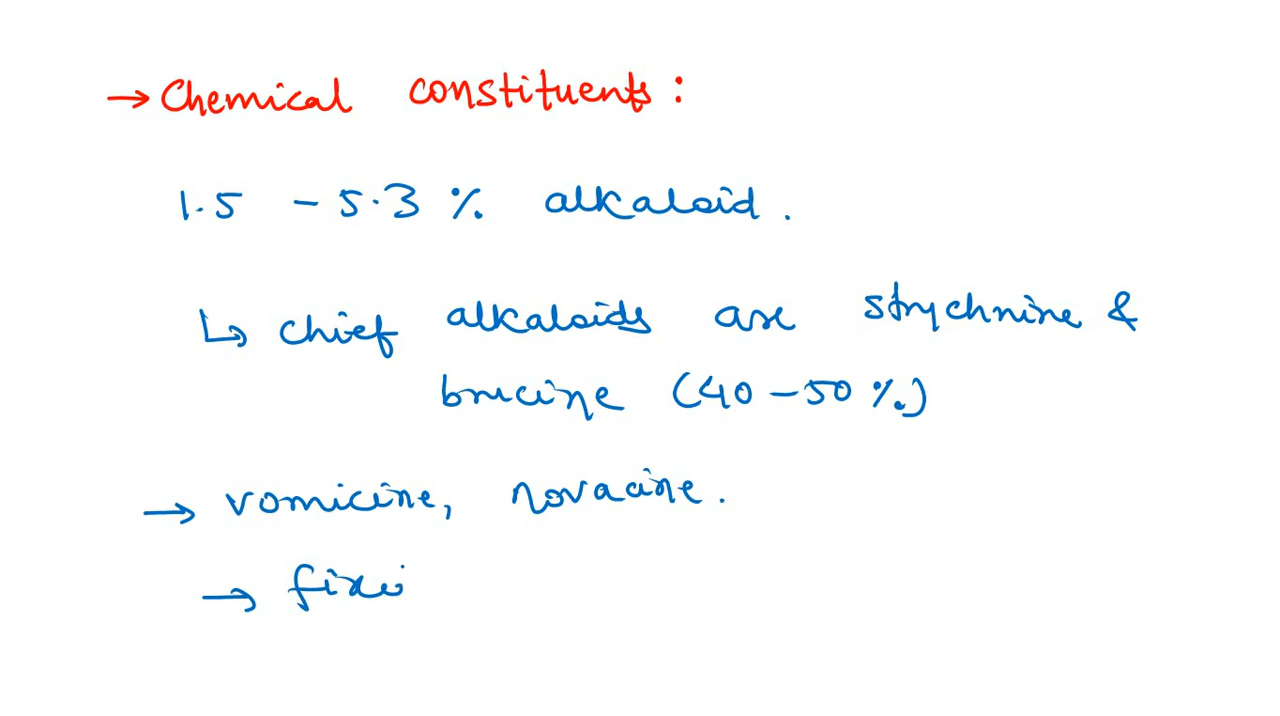 → Chemical constituents :
1.5 - 5.3 % alkaloid .
↳ chief alkaloids are strychnine &
brucine (40 - 50 %)
→ vomicine, novacine .
→